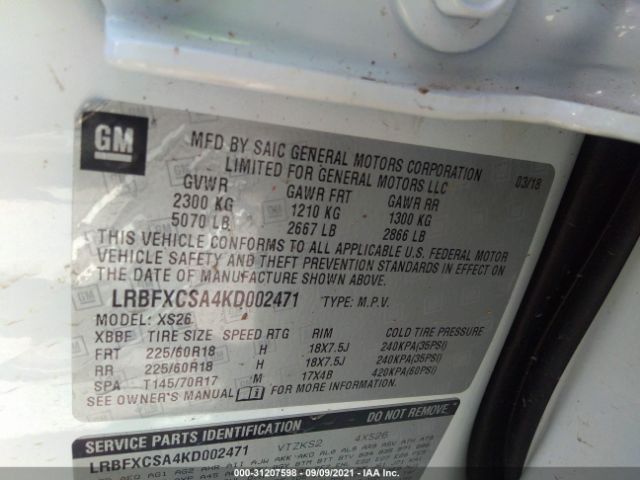 GM
MFD BY SAIC GENERAL MOTORS CORPORATION
LIMITED FOR GENERAL MOTORS LLC 03/18
GVWR GAWR FRT GAWR RR
2300 KG 1210 KG 1300 KG
5070 LB 2667 LB 2866 LB
THIS VEHICLE CONFORMS TO ALL APPLICABLE U.S. FEDERAL MOTOR
VEHICLE SAFETY AND THEFT PREVENTION STANDARDS IN EFFECT ON
THE DATE OF MANUFACTURE SHOWN ABOVE.
LRBFXCSA4KD002471 TYPE: M.P.V.
MODEL: XS26
XBBF TIRE SIZE SPEED RTG RIM COLD TIRE PRESSURE
FRT 225/60R18 H 18X7.5J 240KPA(35PSI)
RR 225/60R18 H 18X7.5J 240KPA(35PSI)
SPA T145/70R17 M 17X4B 420KPA(60PSI)
SEE OWNER'S MANUAL FOR MORE INFORMATION.
SERVICE PARTS IDENTIFICATION DO NOT REMOVE
LRBFXCSA4KD002471 VTZKS2 4XS26
000-31207598 - 09/09/2021 -